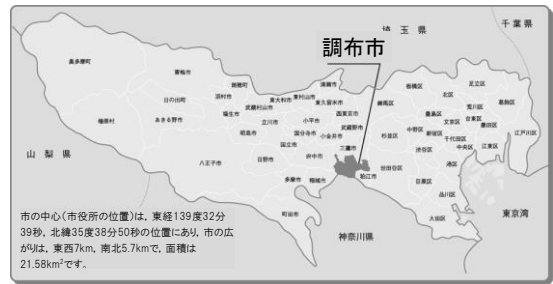 千葉県
埼玉県
調布市
奥多摩町
青梅市
瑞穂町
清瀬市
東村山市
東大和市
東久留米市
羽村市
武蔵村山市
日の出町
福生市
立川市
小平市
西東京市
練馬区
板橋区
北区
足立区
葛飾区
荒川区
豊島区
文京区
台東区
墨田区
江戸川区
檜原村
あきる野市
昭島市
国分寺市
小金井市
武蔵野市
杉並区
中野区
新宿区
千代田区
中央区
江東区
国立市
三鷹市
渋谷区
港区
山梨県
八王子市
日野市
府中市
世田谷区
狛江市
多摩市
稲城市
目黒区
品川区
町田市
大田区
東京湾
神奈川県
市の中心(市役所の位置)は,東経139度32分
39秒,北緯35度38分50秒の位置にあり,市の広
がりは,東西7km,南北5.7kmで,面積は
21.58km²です。